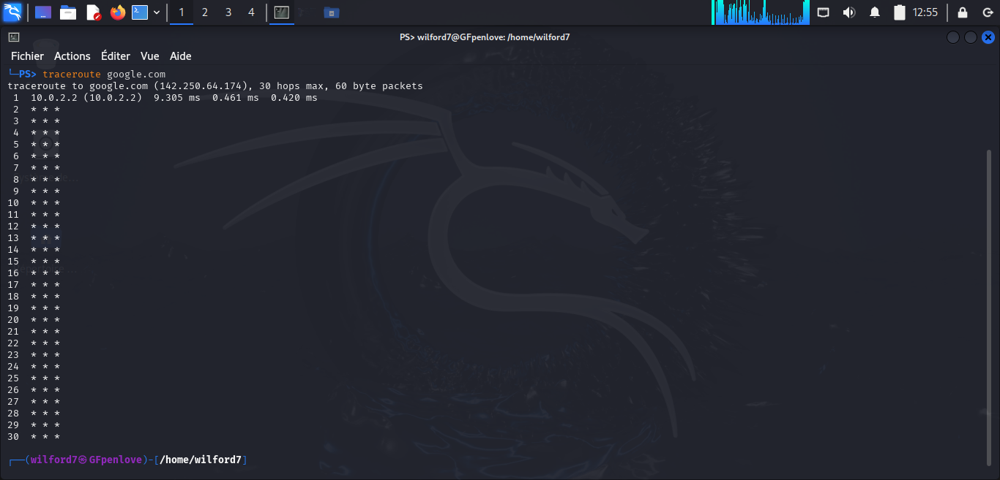 1 2 3 4 12:55
PS> wilford7@GFpenlove: /home/wilford7
Fichier Actions Éditer Vue Aide
└─PS> traceroute google.com
traceroute to google.com (142.250.64.174), 30 hops max, 60 byte packets
1 10.0.2.2 (10.0.2.2) 9.305 ms 0.461 ms 0.420 ms
2 * * *
3 * * *
4 * * *
5 * * *
6 * * *
7 * * *
8 * * *
9 * * *
10 * * *
11 * * *
12 * * *
13 * * *
14 * * *
15 * * *
16 * * *
17 * * *
18 * * *
19 * * *
20 * * *
21 * * *
22 * * *
23 * * *
24 * * *
25 * * *
26 * * *
27 * * *
28 * * *
29 * * *
30 * * *
┌──(wilford7㉿GFpenlove)-[/home/wilford7]